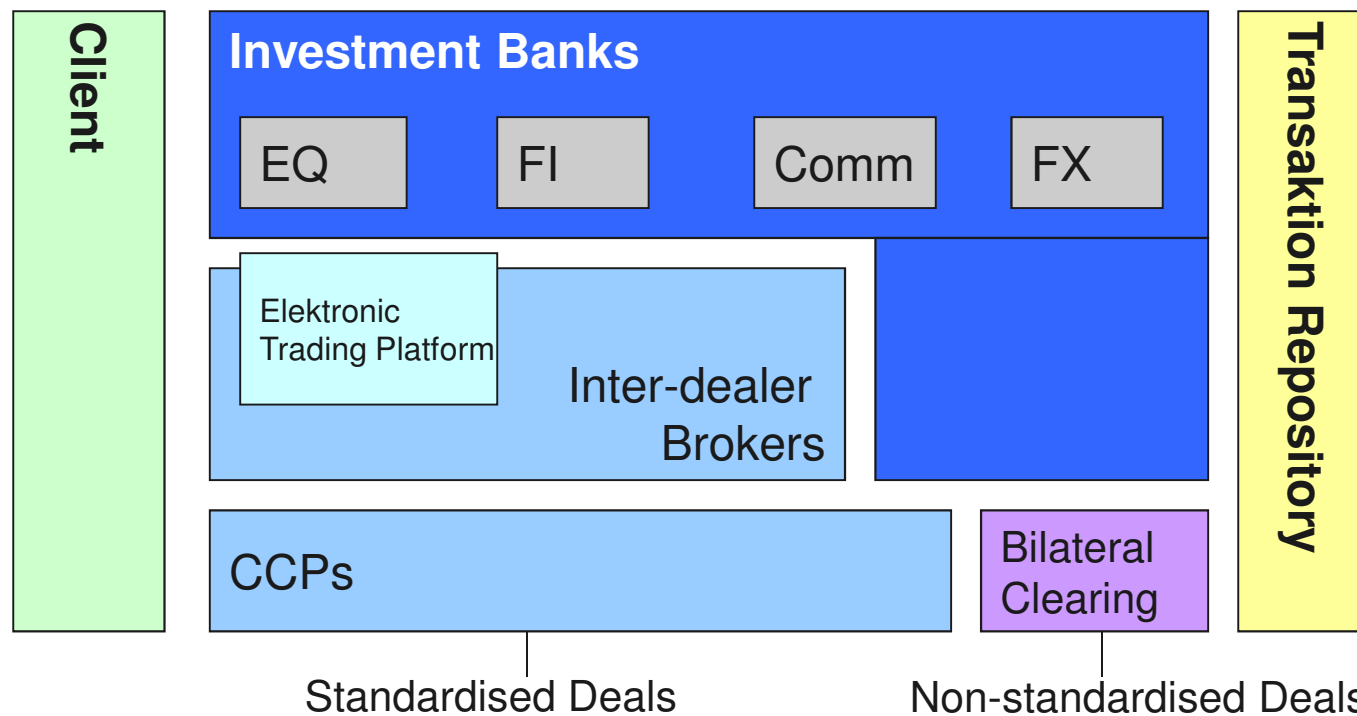 Client
Investment Banks
EQ
FI
Comm
FX
Transaktion Repository
Elektronic
Trading Platform
Inter-dealer
Brokers
CCPs
Bilateral
Clearing
Standardised Deals
Non-standardised Deals